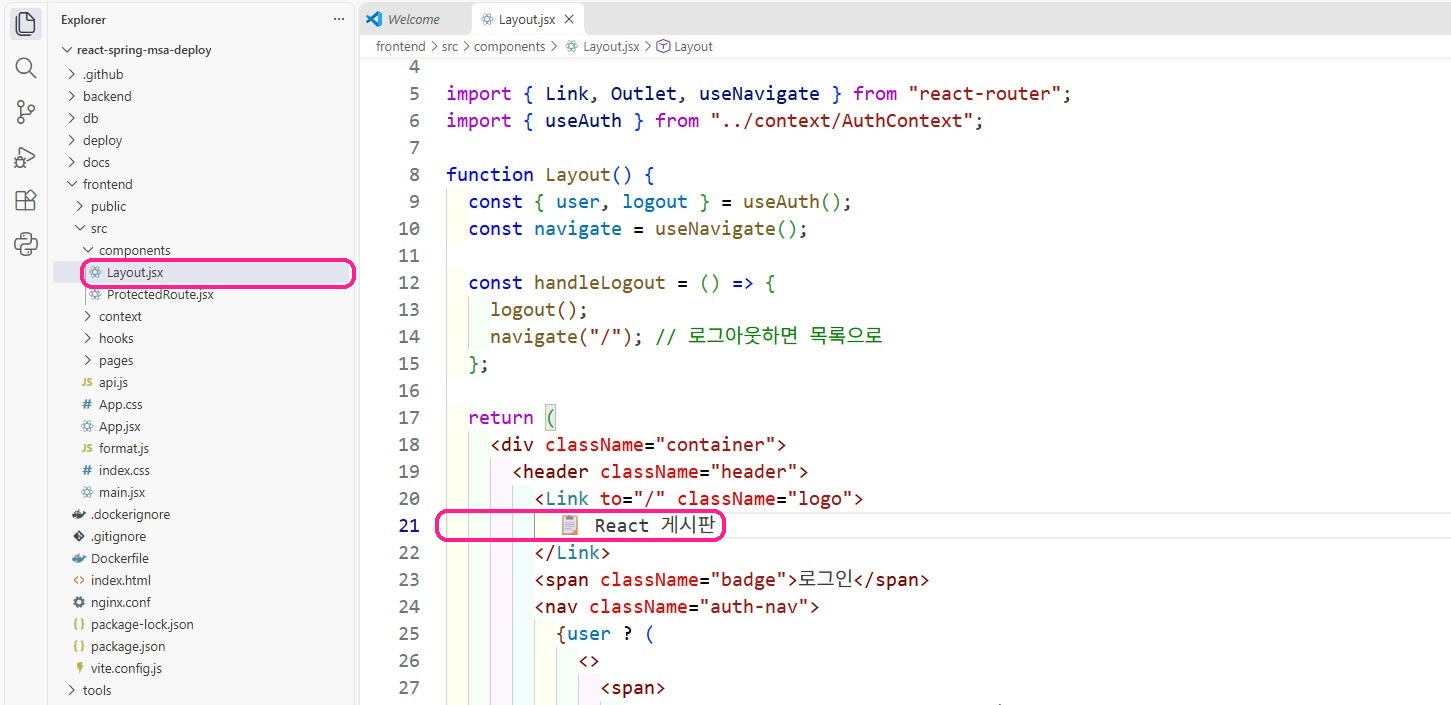 Explorer
react-spring-msa-deploy
.github
backend
db
deploy
docs
frontend
public
src
components
Layout.jsx
ProtectedRoute.jsx
context
hooks
pages
JS api.js
# App.css
App.jsx
JS format.js
# index.css
main.jsx
.dockerignore
.gitignore
Dockerfile
<> index.html
nginx.conf
{} package-lock.json
{} package.json
vite.config.js
tools
Welcome
Layout.jsx
frontend > src > components > Layout.jsx > Layout
4
5 import { Link, Outlet, useNavigate } from "react-router";
6 import { useAuth } from "../context/AuthContext";
7
8 function Layout() {
9 const { user, logout } = useAuth();
10 const navigate = useNavigate();
11
12 const handleLogout = () => {
13 logout();
14 navigate("/"); // 로그아웃하면 목록으로
15 };
16
17 return (
18 <div className="container">
19 <header className="header">
20 <Link to="/" className="logo">
21 📋 React 게시판
22 </Link>
23 <span className="badge">로그인</span>
24 <nav className="auth-nav">
25 {user ? (
26 <>
27 <span>